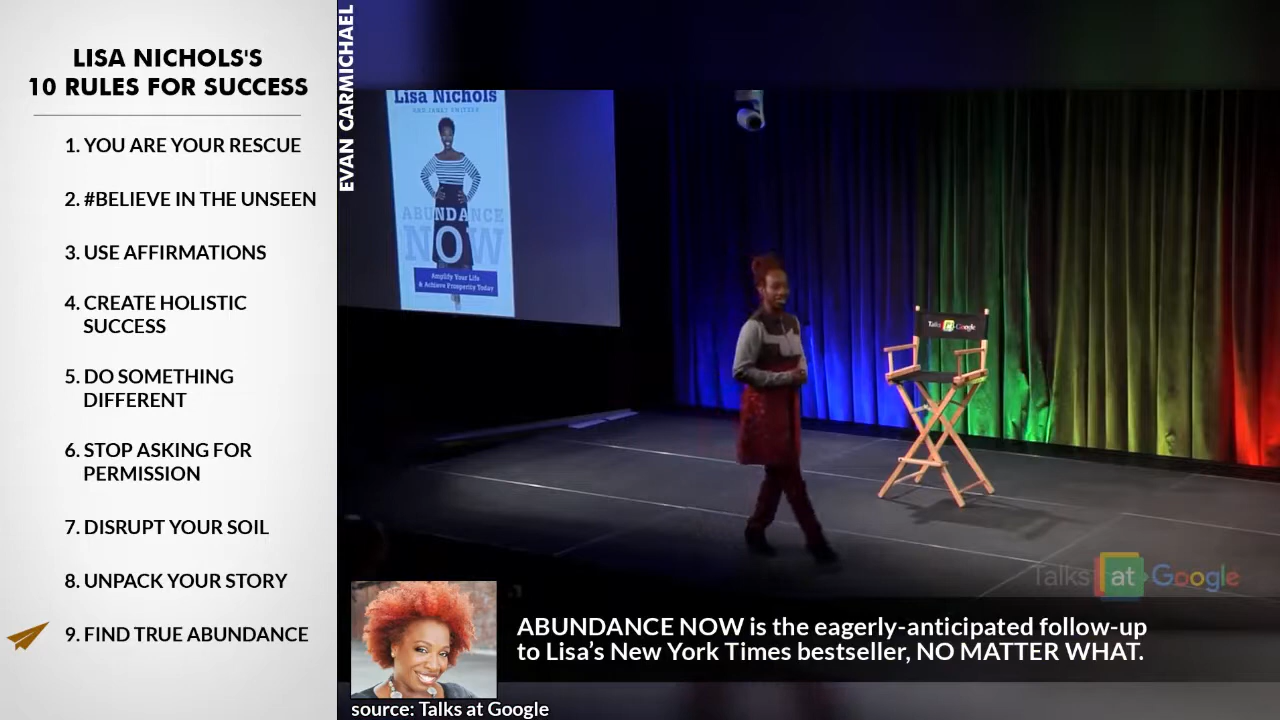 LISA NICHOLS'S
10 RULES FOR SUCCESS
1. YOU ARE YOUR RESCUE
2. #BELIEVE IN THE UNSEEN
3. USE AFFIRMATIONS
4. CREATE HOLISTIC
SUCCESS
5. DO SOMETHING
DIFFERENT
6. STOP ASKING FOR
PERMISSION
7. DISRUPT YOUR SOIL
8. UNPACK YOUR STORY
9. FIND TRUE ABUNDANCE
EVAN CARMICHAEL
Lisa Nichols
AND JANET SWITZER
ABUNDANCE
NOW
Amplify Your Life
& Achieve Prosperity Today
Talks at Google
Talks at Google
ABUNDANCE NOW is the eagerly-anticipated follow-up
to Lisa's New York Times bestseller, NO MATTER WHAT.
source: Talks at Google